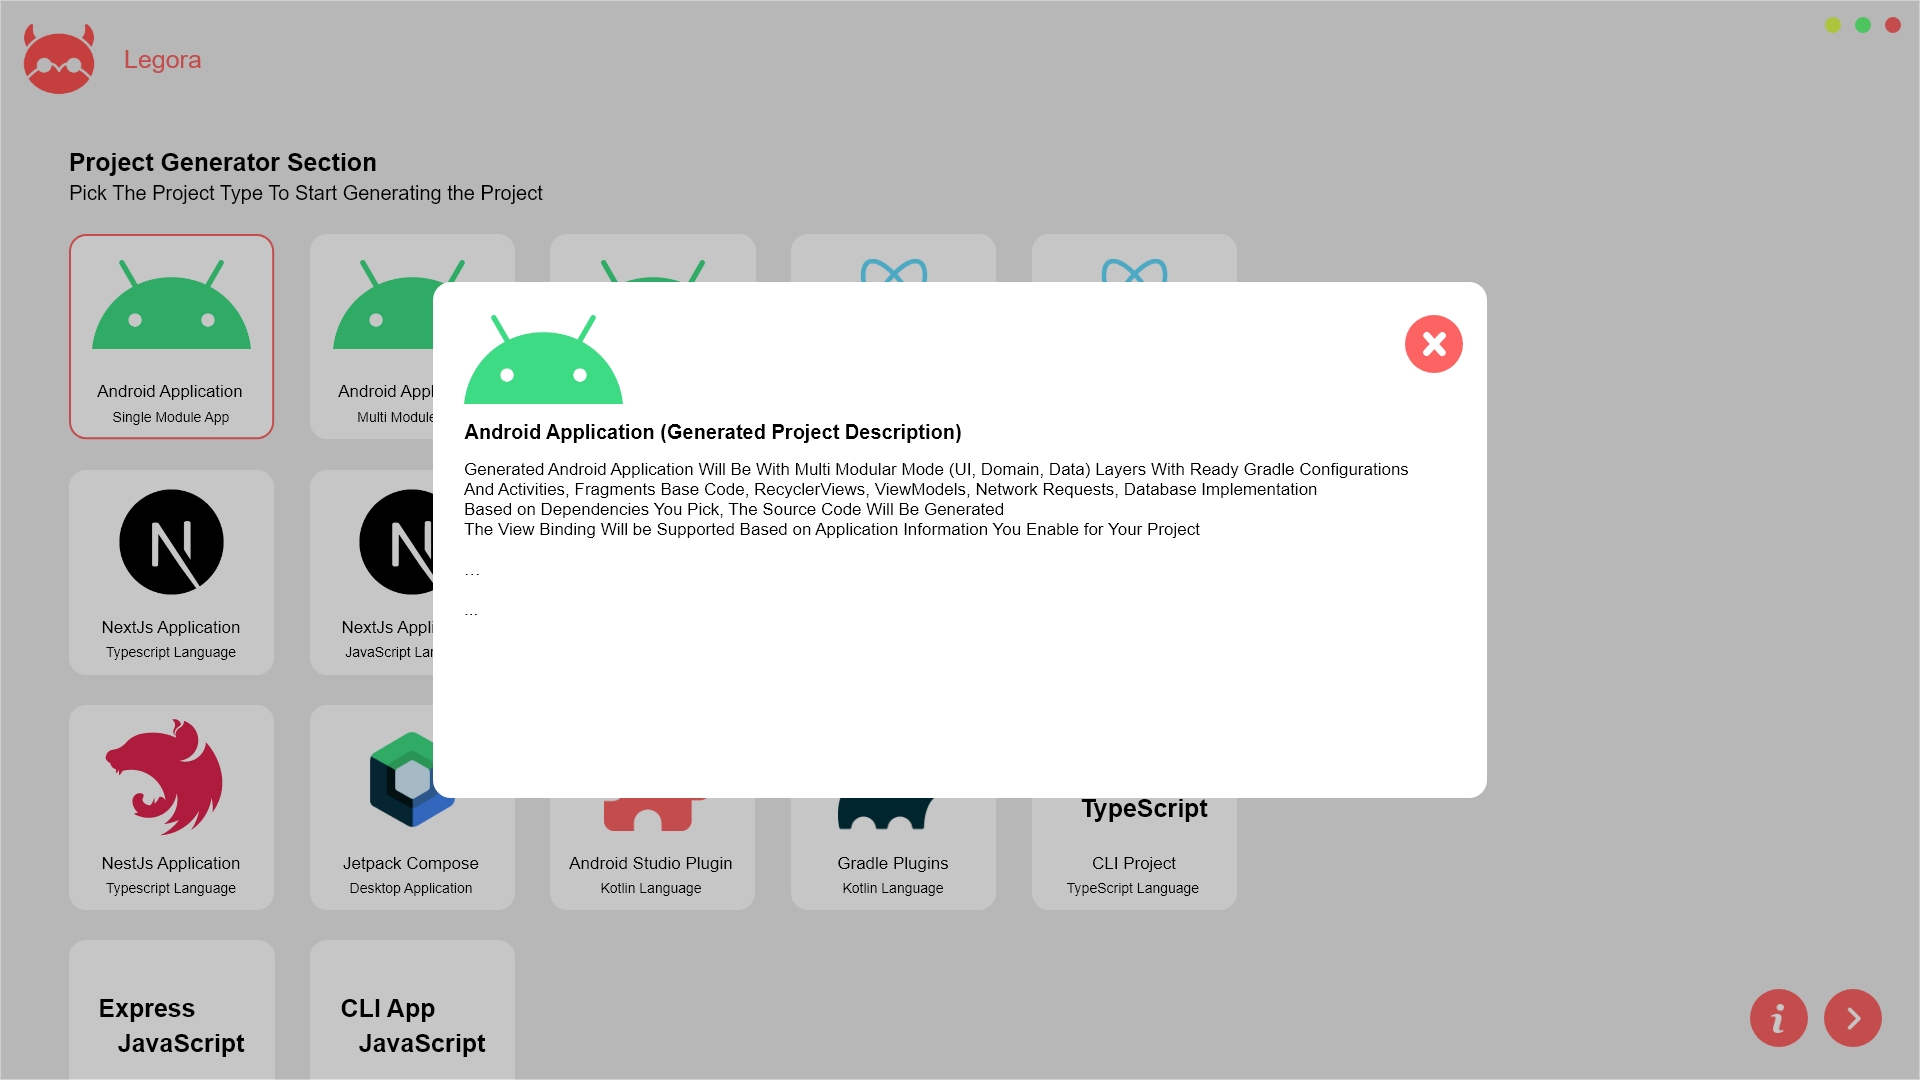 Legora
Project Generator Section
Pick The Project Type To Start Generating the Project
Android Application
Single Module App
Android Appl
Multi Module
Android Application (Generated Project Description)
Generated Android Application Will Be With Multi Modular Mode (UI, Domain, Data) Layers With Ready Gradle Configurations
And Activities, Fragments Base Code, RecyclerViews, ViewModels, Network Requests, Database Implementation
Based on Dependencies You Pick, The Source Code Will Be Generated
The View Binding Will be Supported Based on Application Information You Enable for Your Project
...
...
NextJs Application
Typescript Language
NextJs Appli
JavaScript Lan
NestJs Application
Typescript Language
Jetpack Compose
Desktop Application
Android Studio Plugin
Kotlin Language
Gradle Plugins
Kotlin Language
TypeScript
CLI Project
TypeScript Language
Express
JavaScript
CLI App
JavaScript